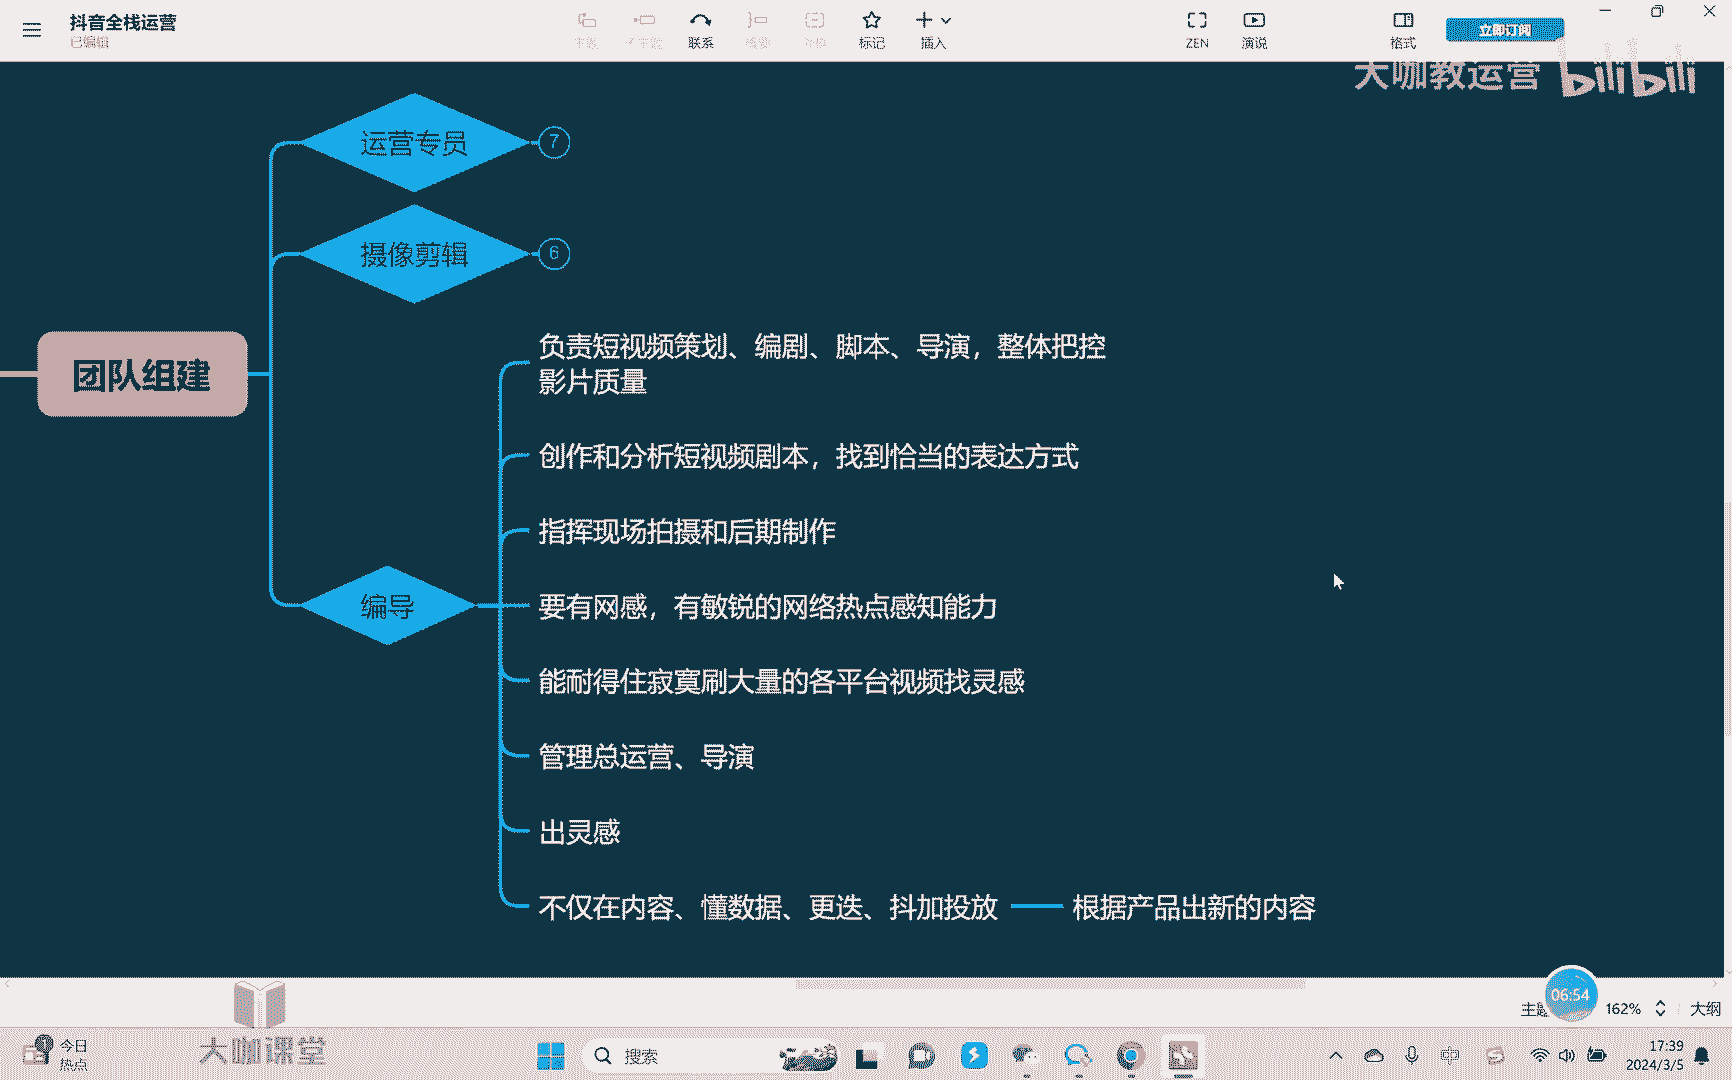 抖音全栈运营
已编辑
主题
子主题
联系
概要
外框
标记
插入
ZEN
演说
格式
立即订阅
大咖教运营 bilibili
运营专员
7
摄像剪辑
6
团队组建
负责短视频策划、编剧、脚本、导演，整体把控
影片质量
创作和分析短视频剧本，找到恰当的表达方式
指挥现场拍摄和后期制作
编导
要有网感，有敏锐的网络热点感知能力
能耐得住寂寞刷大量的各平台视频找灵感
管理总运营、导演
出灵感
不仅在内容、懂数据、更迭、抖加投放
根据产品出新的内容
06:54
162%
大纲
大咖课堂
今日
热点
搜索
中
17:39
2024/3/5